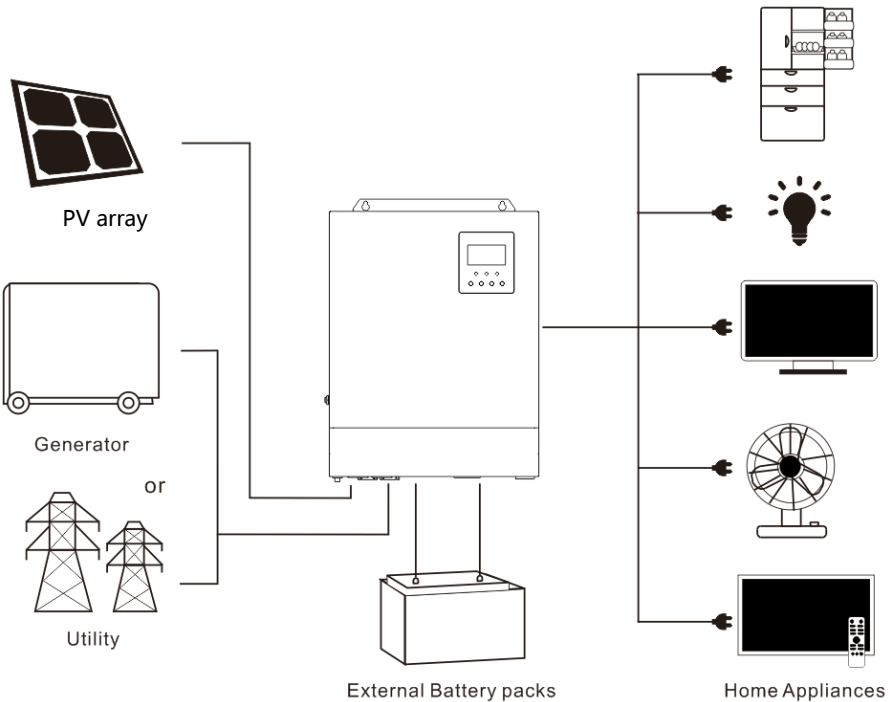 PV array
Generator
or
Utility
External Battery packs
Home Appliances